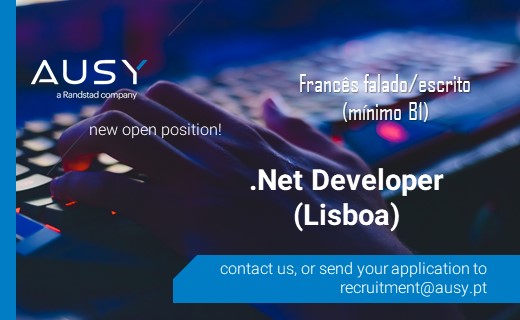 AUSY
a Randstad company
Francês falado/escrito
(mínimo B1)
new open position!
.Net Developer
(Lisboa)
contact us, or send your application to
recruitment@ausy.pt